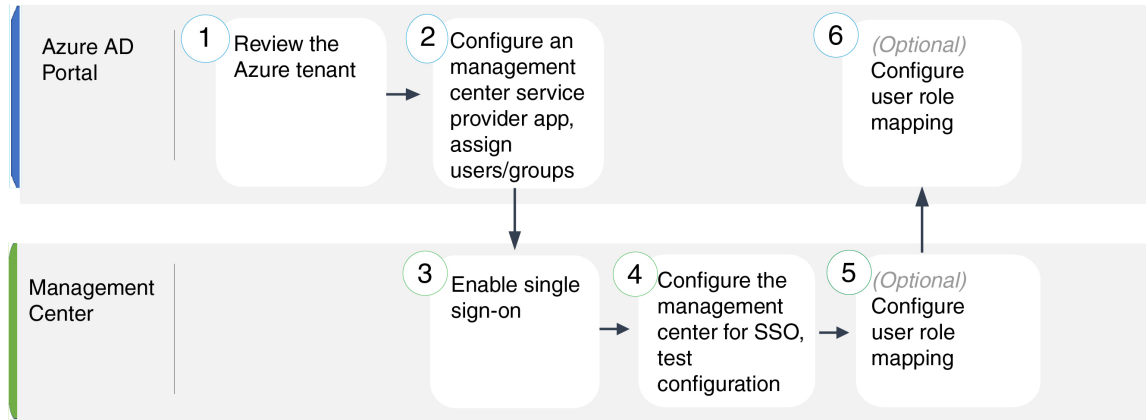 Azure AD
Portal
1
Review the
Azure tenant
2
Configure an
management
center service
provider app,
assign
users/groups
6
(Optional)
Configure
user role
mapping
Management
Center
3
Enable single
sign-on
4
Configure the
management
center for SSO,
test
configuration
5
(Optional)
Configure
user role
mapping